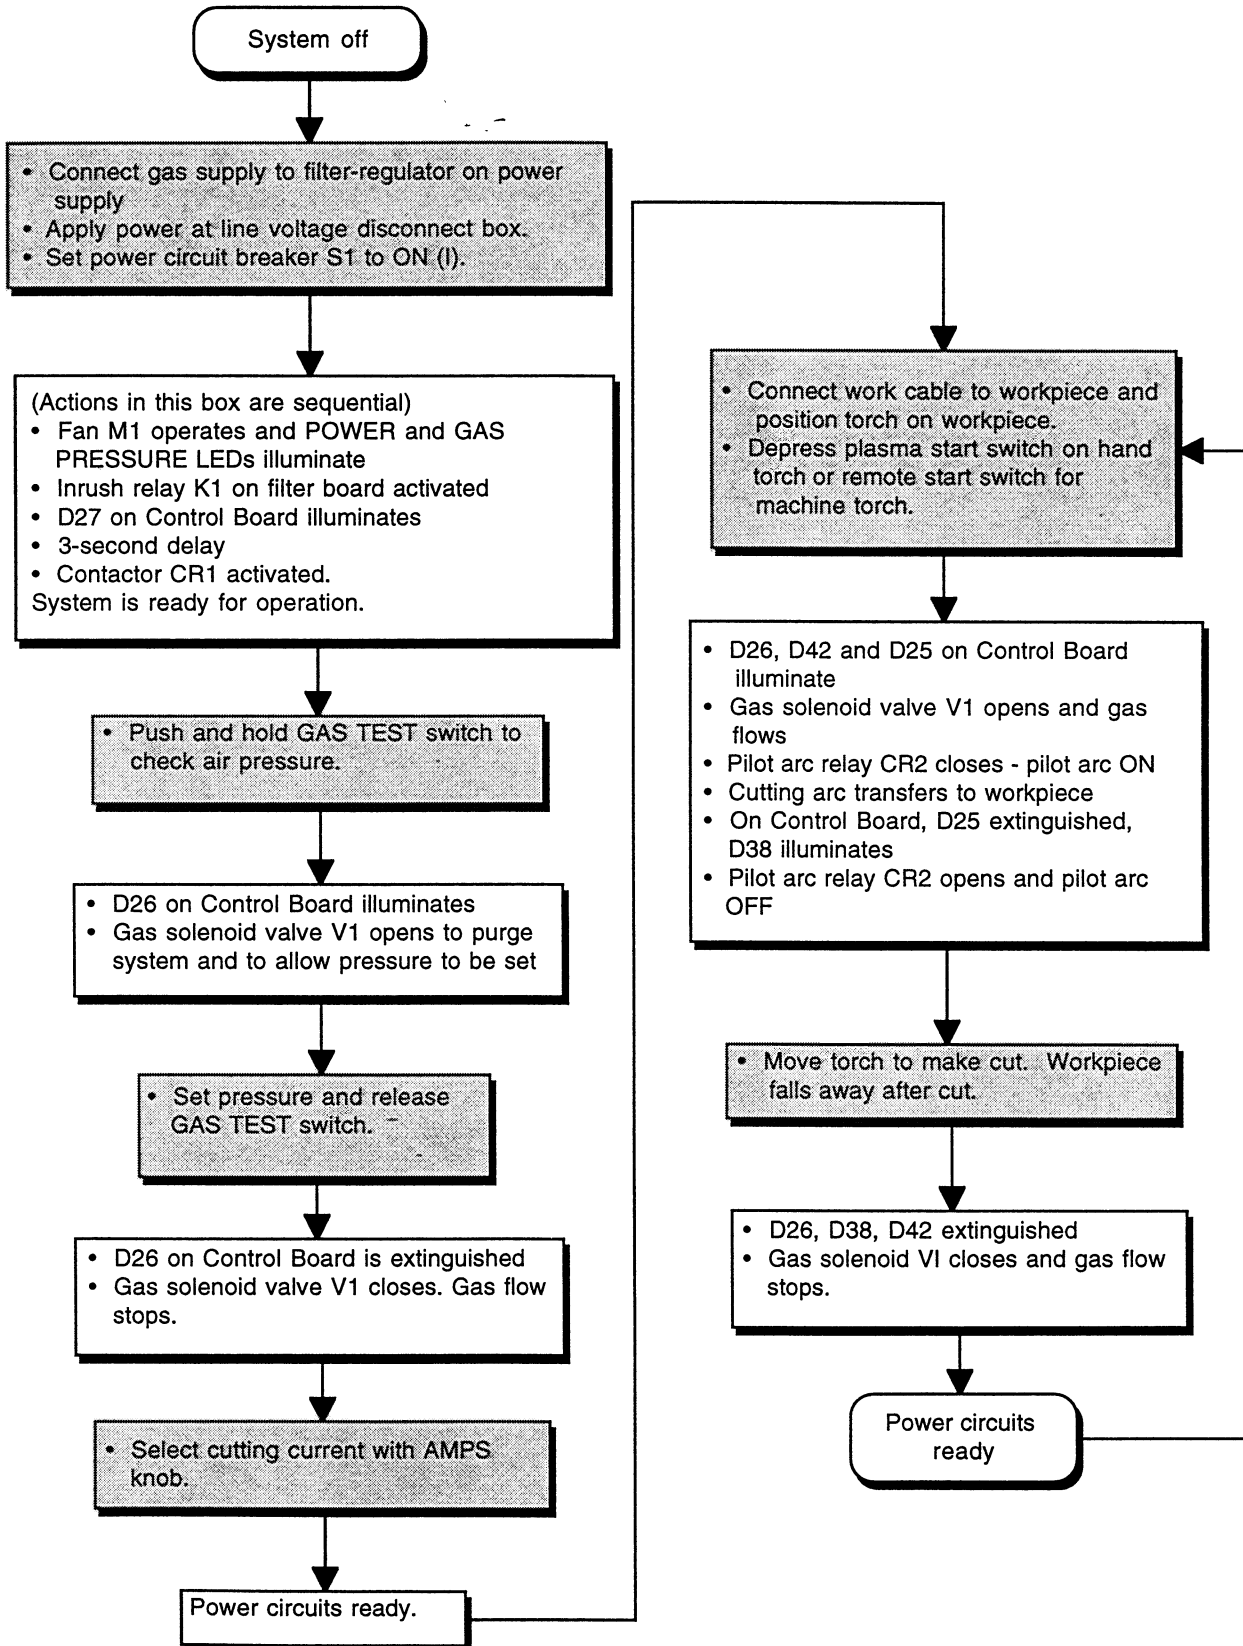 System off
• Connect gas supply to filter-regulator on power
supply
• Apply power at line voltage disconnect box.
• Set power circuit breaker S1 to ON (I).
(Actions in this box are sequential)
• Fan M1 operates and POWER and GAS
PRESSURE LEDs illuminate
• Inrush relay K1 on filter board activated
• D27 on Control Board illuminates
• 3-second delay
• Contactor CR1 activated.
System is ready for operation.
• Push and hold GAS TEST switch to
check air pressure.
• D26 on Control Board illuminates
• Gas solenoid valve V1 opens to purge
system and to allow pressure to be set
• Set pressure and release
GAS TEST switch.
• D26 on Control Board is extinguished
• Gas solenoid valve V1 closes. Gas flow
stops.
• Select cutting current with AMPS
knob.
Power circuits ready.
• Connect work cable to workpiece and
position torch on workpiece.
• Depress plasma start switch on hand
torch or remote start switch for
machine torch.
• D26, D42 and D25 on Control Board
illuminate
• Gas solenoid valve V1 opens and gas
flows
• Pilot arc relay CR2 closes - pilot arc ON
• Cutting arc transfers to workpiece
• On Control Board, D25 extinguished,
D38 illuminates
• Pilot arc relay CR2 opens and pilot arc
OFF
• Move torch to make cut. Workpiece
falls away after cut.
• D26, D38, D42 extinguished
• Gas solenoid VI closes and gas flow
stops.
Power circuits
ready